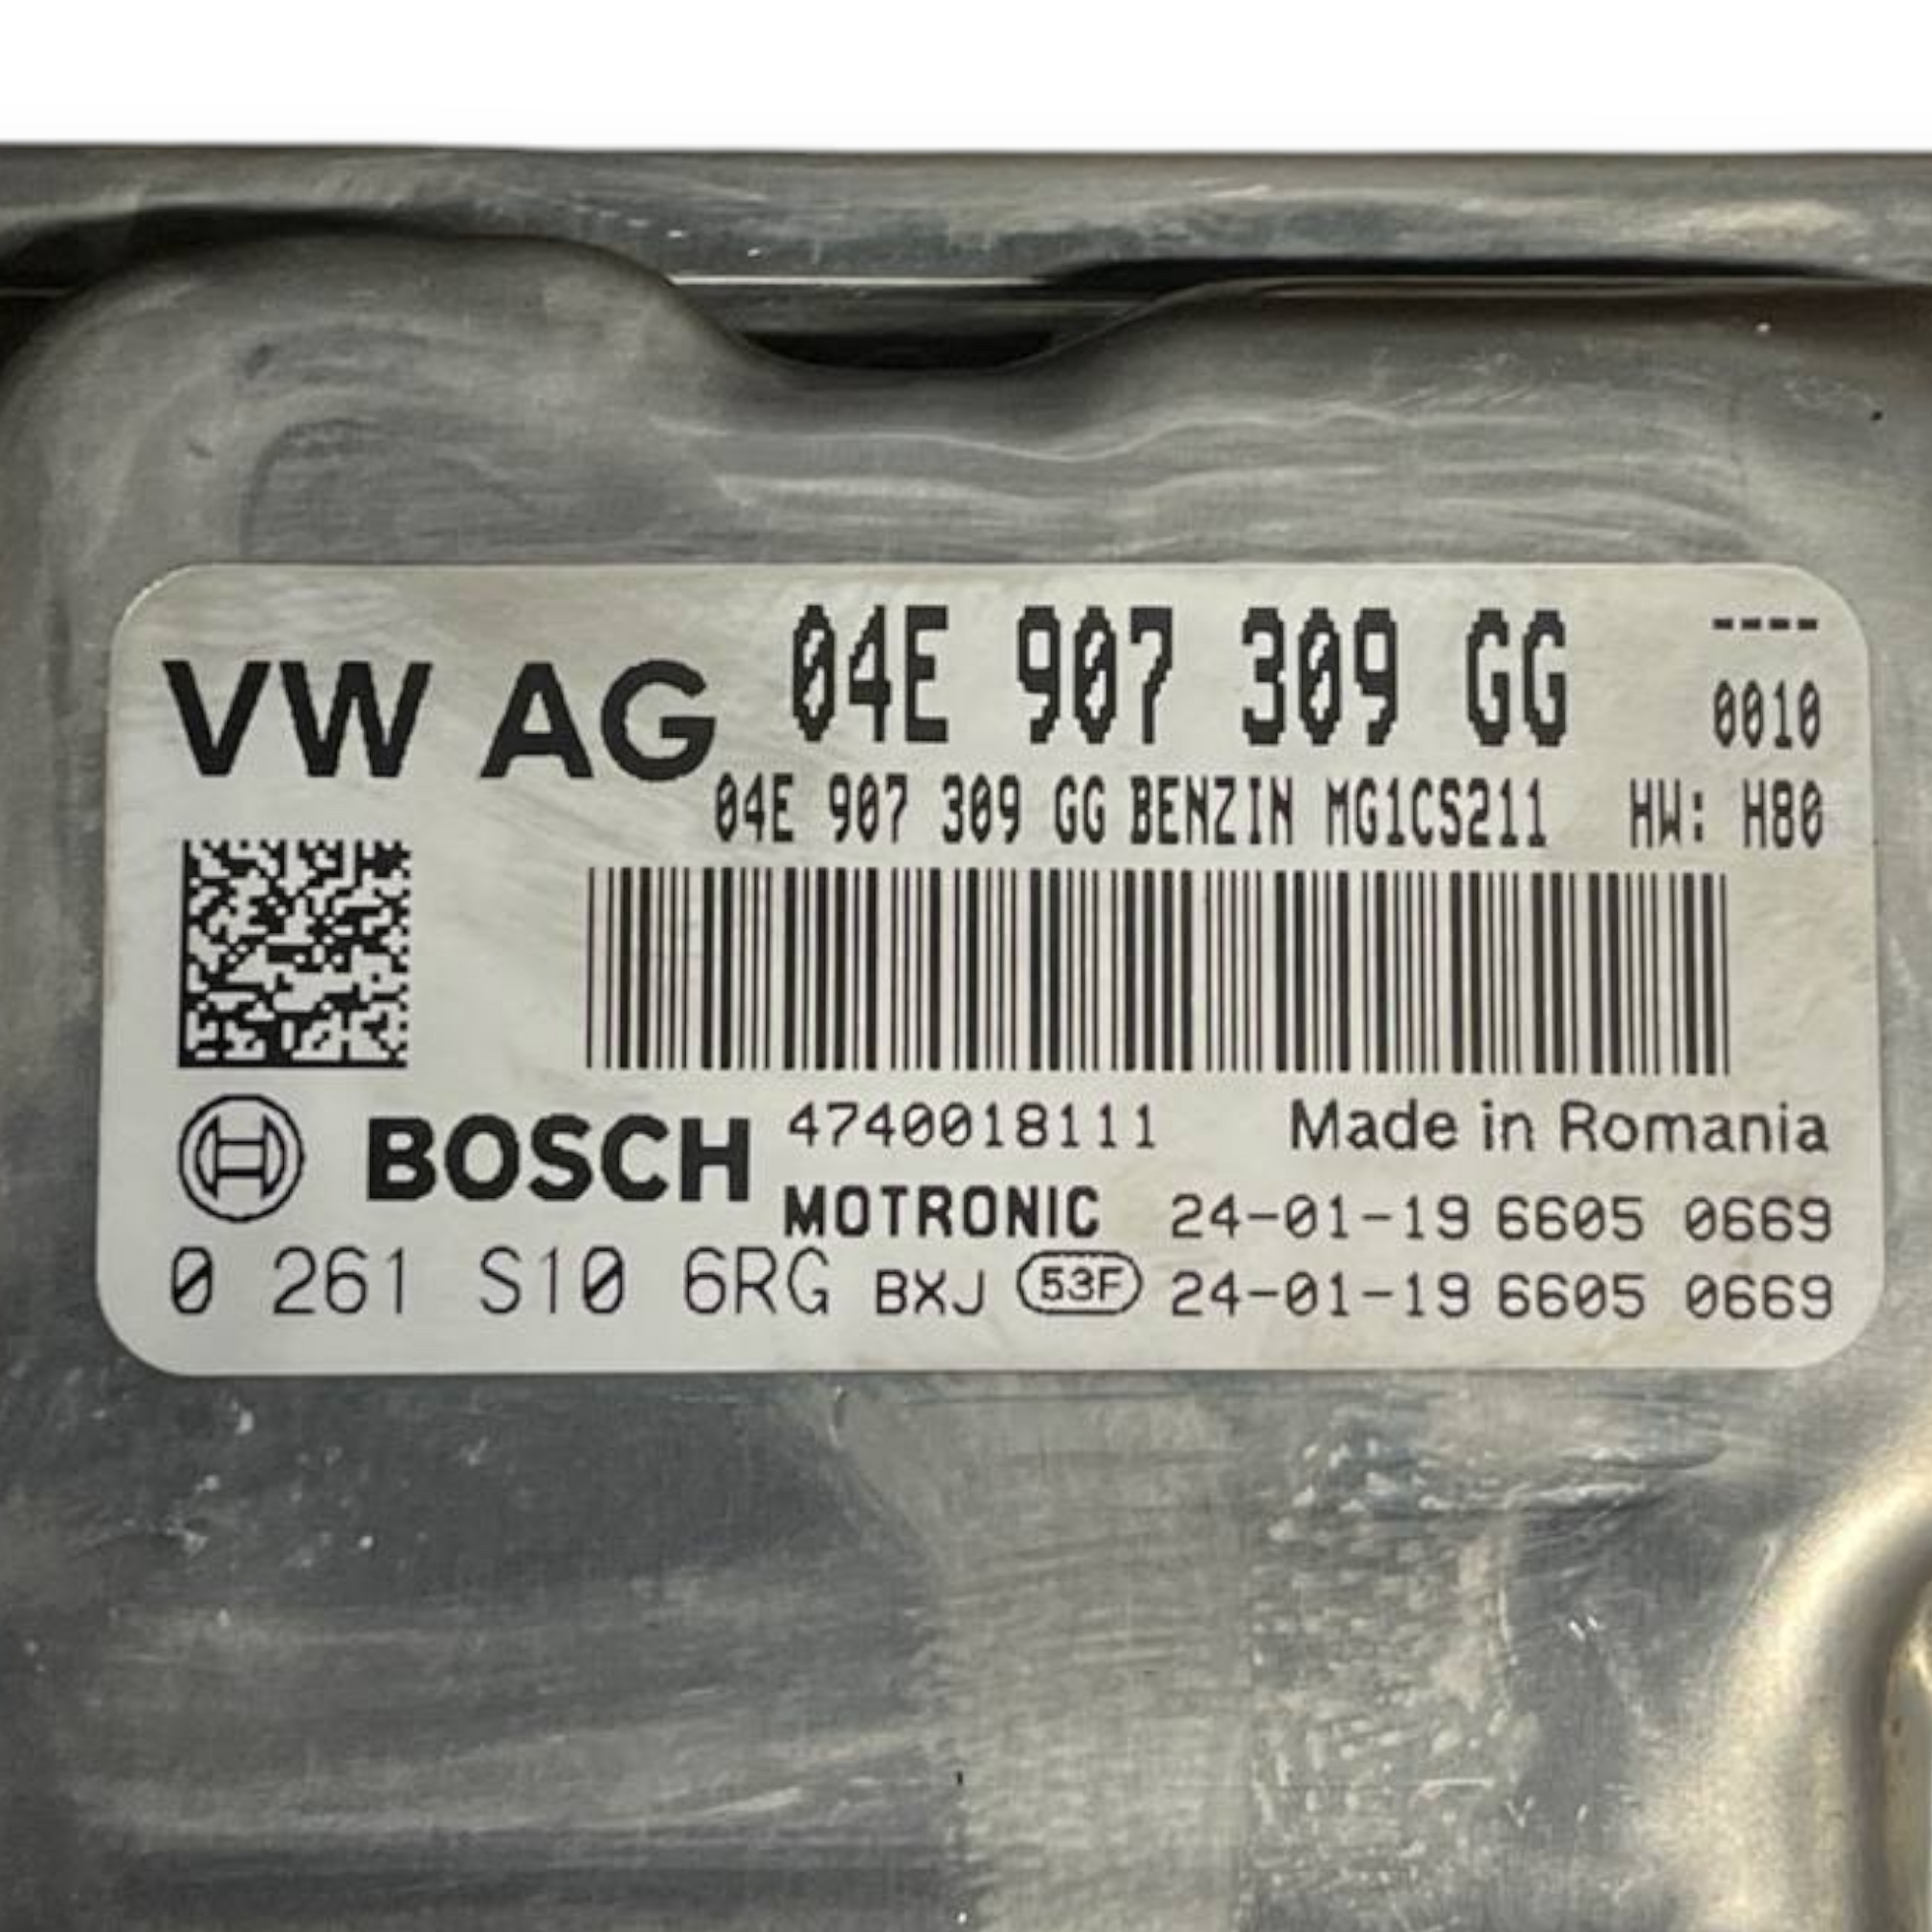 VW AG 04E 907 309 GG ----
0010
04E 907 309 GG BENZIN MG1CS211 HW: H80
BOSCH 4740018111 Made in Romania
MOTRONIC 24-01-19 6605 0669
0 261 S10 6RG BXJ 53F 24-01-19 6605 0669